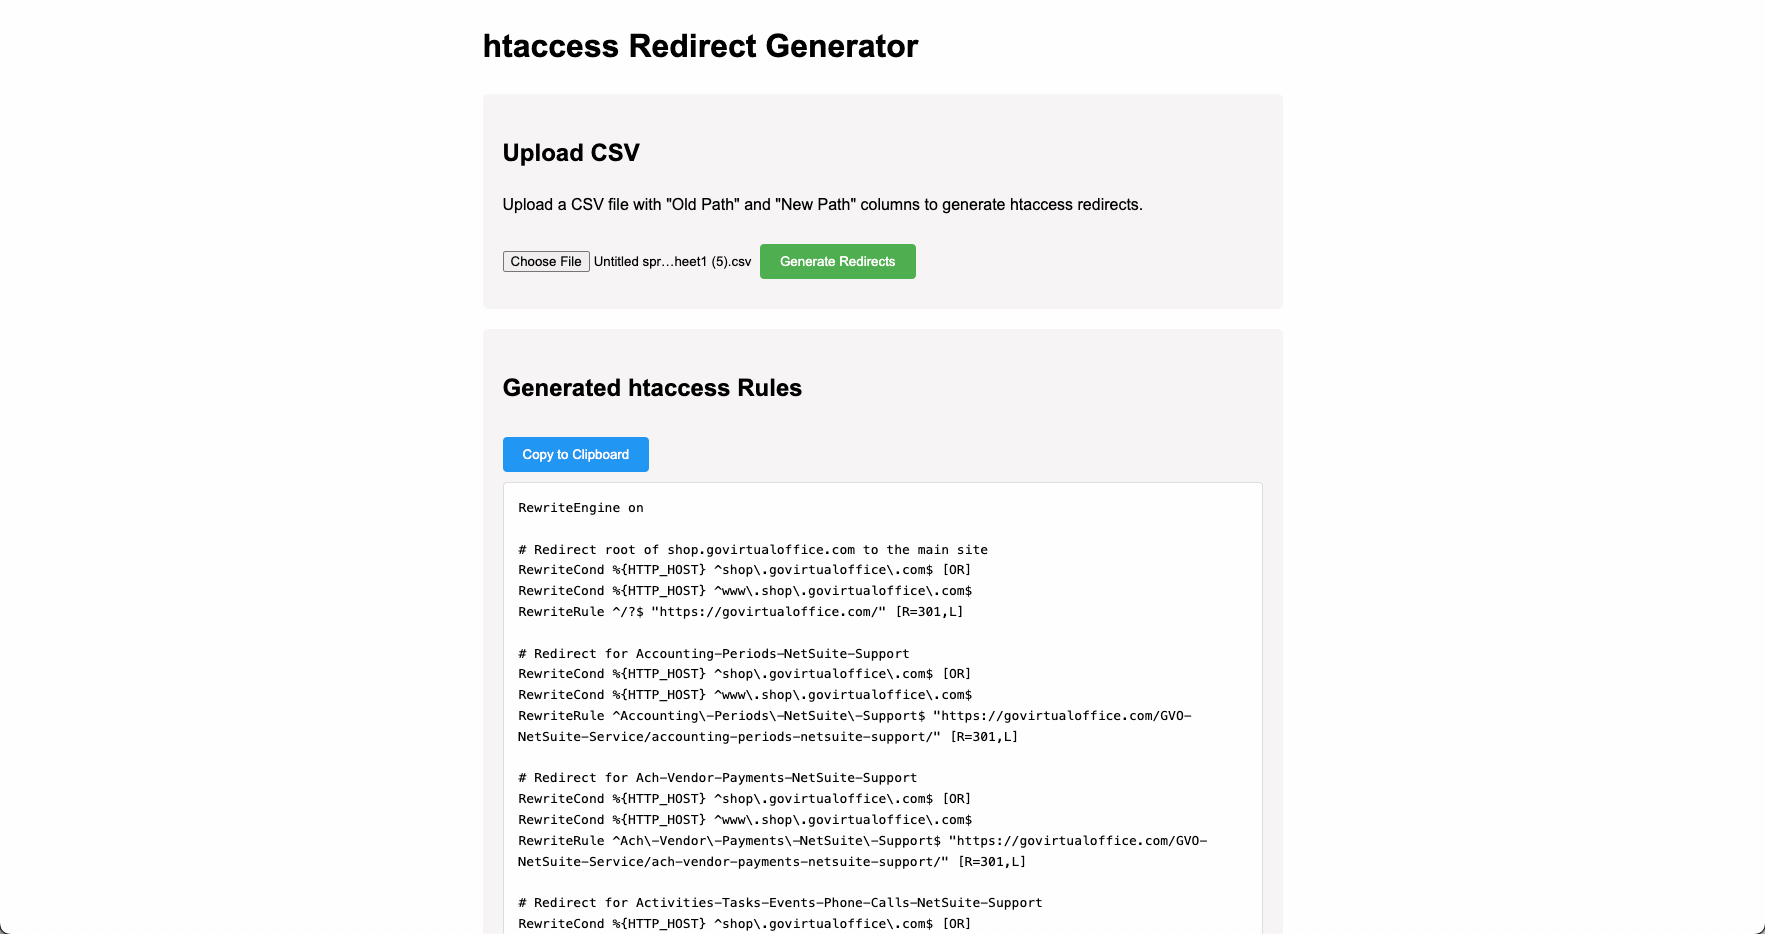 htaccess Redirect Generator
Upload CSV
Upload a CSV file with "Old Path" and "New Path" columns to generate htaccess redirects.
Choose File Untitled spr...heet1 (5).csv Generate Redirects
Generated htaccess Rules
Copy to Clipboard
RewriteEngine on
# Redirect root of shop.govirtualoffice.com to the main site
RewriteCond %{HTTP_HOST} ^shop\.govirtualoffice\.com$ [OR]
RewriteCond %{HTTP_HOST} ^www\.shop\.govirtualoffice\.com$
RewriteRule ^/?$ "https://govirtualoffice.com/" [R=301,L]
# Redirect for Accounting-Periods-NetSuite-Support
RewriteCond %{HTTP_HOST} ^shop\.govirtualoffice\.com$ [OR]
RewriteCond %{HTTP_HOST} ^www\.shop\.govirtualoffice\.com$
RewriteRule ^Accounting\-Periods\-NetSuite\-Support$ "https://govirtualoffice.com/GVO-
NetSuite-Service/accounting-periods-netsuite-support/" [R=301,L]
# Redirect for Ach-Vendor-Payments-NetSuite-Support
RewriteCond %{HTTP_HOST} ^shop\.govirtualoffice\.com$ [OR]
RewriteCond %{HTTP_HOST} ^www\.shop\.govirtualoffice\.com$
RewriteRule ^Ach\-Vendor\-Payments\-NetSuite\-Support$ "https://govirtualoffice.com/GVO-
NetSuite-Service/ach-vendor-payments-netsuite-support/" [R=301,L]
# Redirect for Activities-Tasks-Events-Phone-Calls-NetSuite-Support
RewriteCond %{HTTP_HOST} ^shop\.govirtualoffice\.com$ [OR]